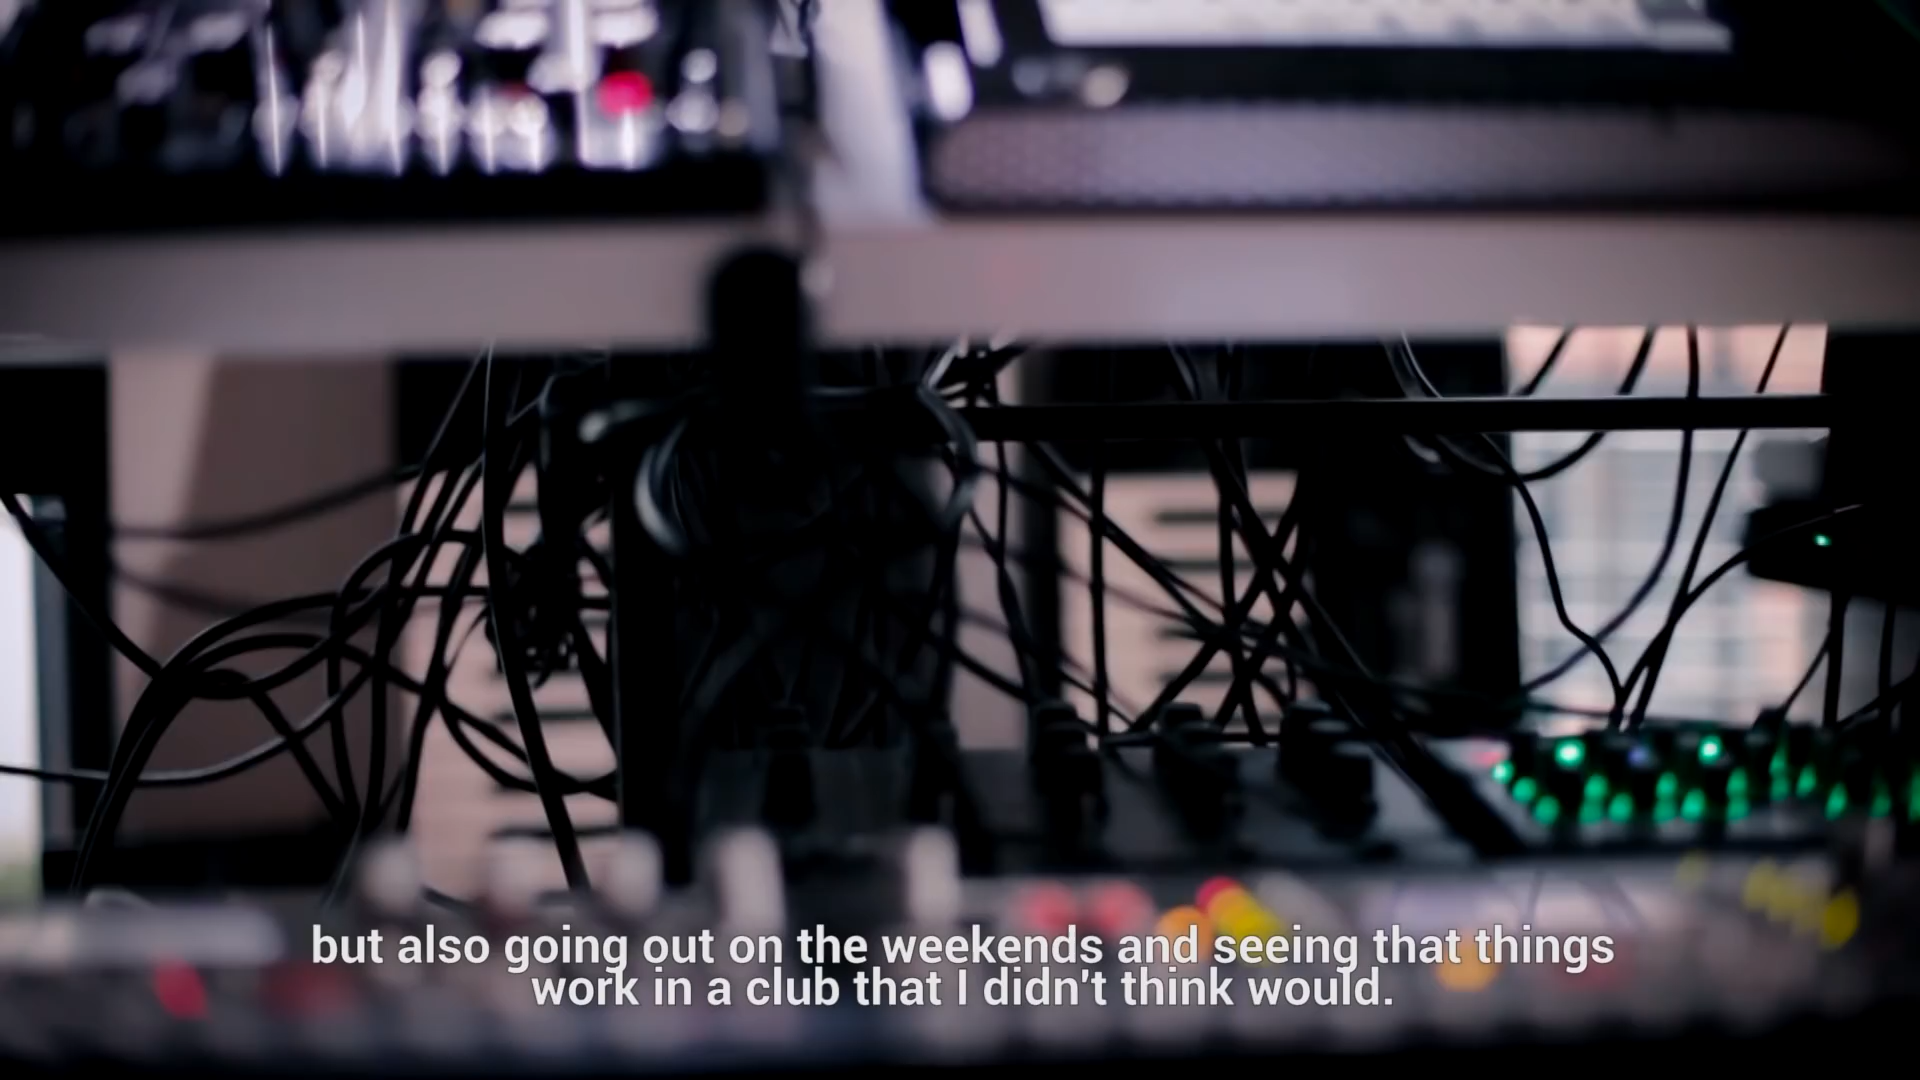 but also going out on the weekends and seeing that things
work in a club that I didn't think would.